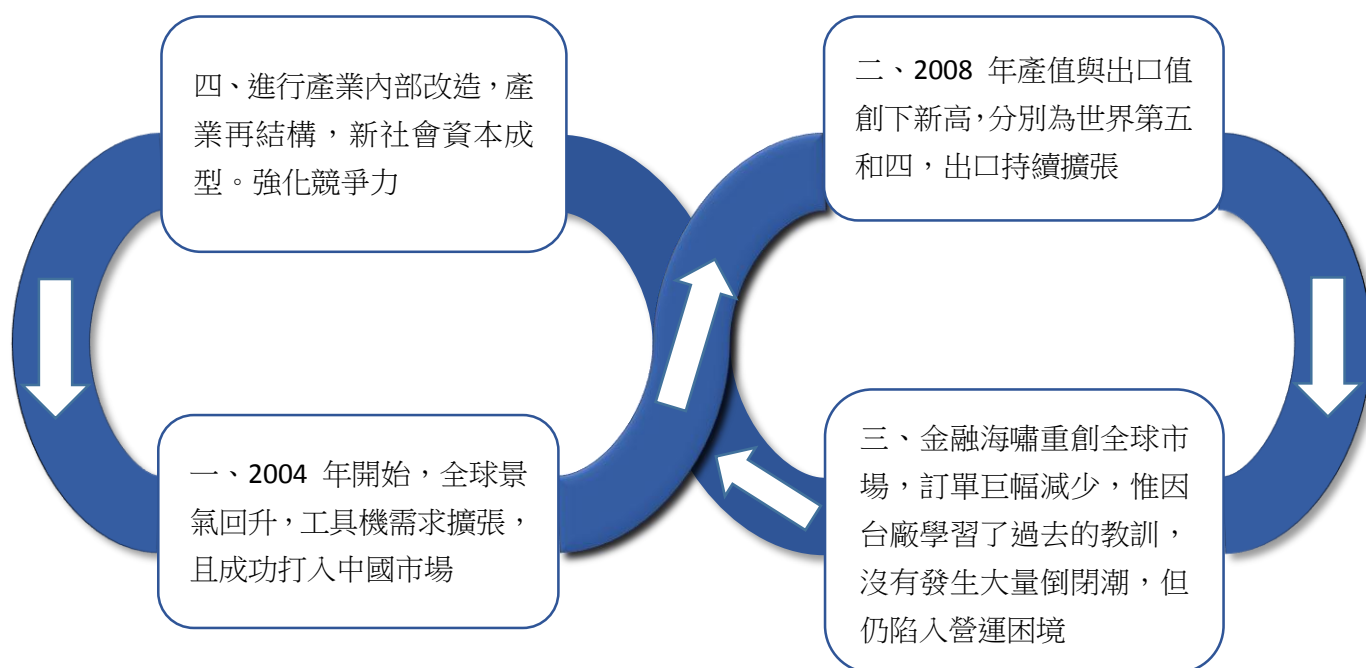 四、進行產業內部改造，產
業再結構，新社會資本成
型。強化競爭力
二、2008 年產值與出口值
創下新高，分別為世界第五
和四，出口持續擴張
一、2004 年開始，全球景
氣回升，工具機需求擴張，
且成功打入中國市場
三、金融海嘯重創全球市
場，訂單巨幅減少，惟因
台廠學習了過去的教訓，
沒有發生大量倒閉潮，但
仍陷入營運困境